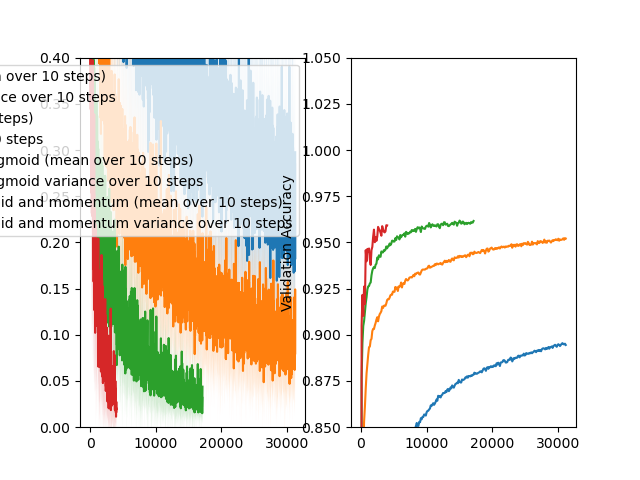 0.40
0.35
0.30
0.25
0.20
0.15
0.10
0.05
0.00
over 10 steps)
ce over 10 steps
teps)
steps
gmoid (mean over 10 steps)
gmoid variance over 10 steps
id and momentum (mean over 10 steps)
id and momentum variance over 10 steps
0 10000 20000 30000
Validation Accuracy
1.050
1.025
1.000
0.975
0.950
0.925
0.900
0.875
0.850
0 10000 20000 30000